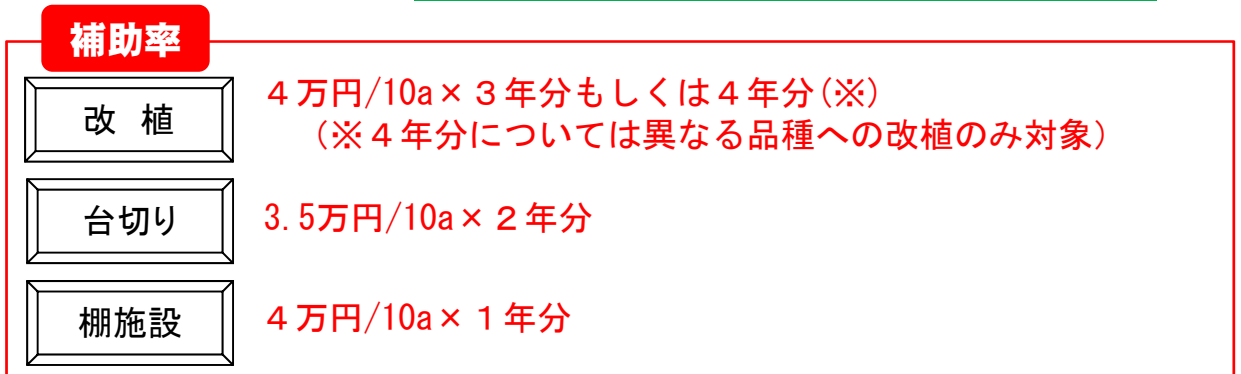 補助率
改 植
４万円/10a×３年分もしくは４年分(※)
(※４年分については異なる品種への改植のみ対象)
台切り
3.5万円/10a×２年分
棚施設
４万円/10a×１年分